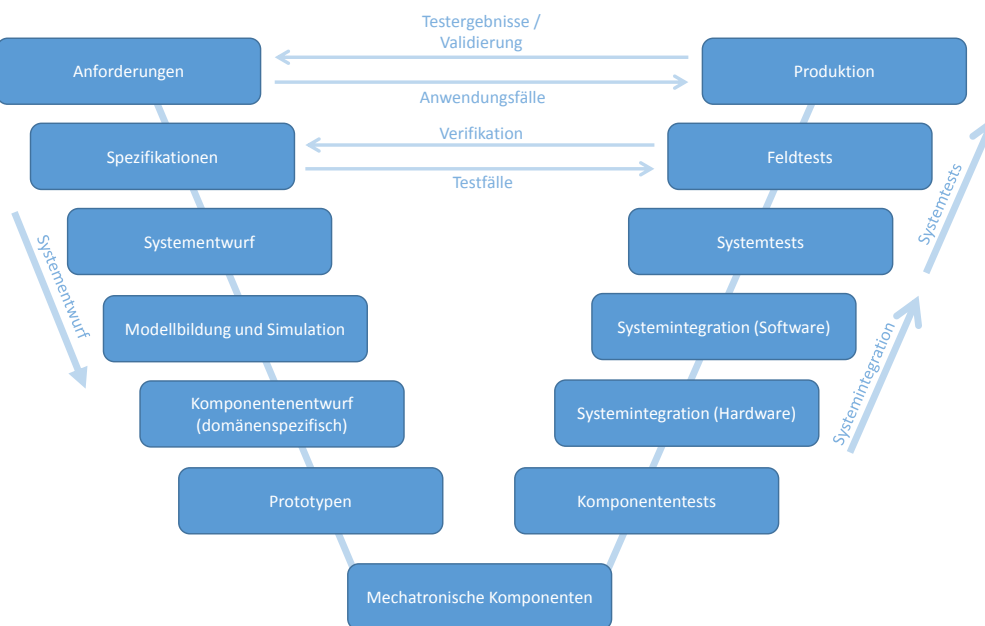 Testergebnisse /
Validierung
Anforderungen
Produktion
Anwendungsfälle
Verifikation
Spezifikationen
Feldtests
Testfälle
Systementwurf
Systemtests
Systementwurf
Systemtests
Modellbildung und Simulation
Systemintegration (Software)
Komponentenentwurf
(domänenspezifisch)
Systemintegration (Hardware)
Systemintegration
Prototypen
Komponententests
Mechatronische Komponenten